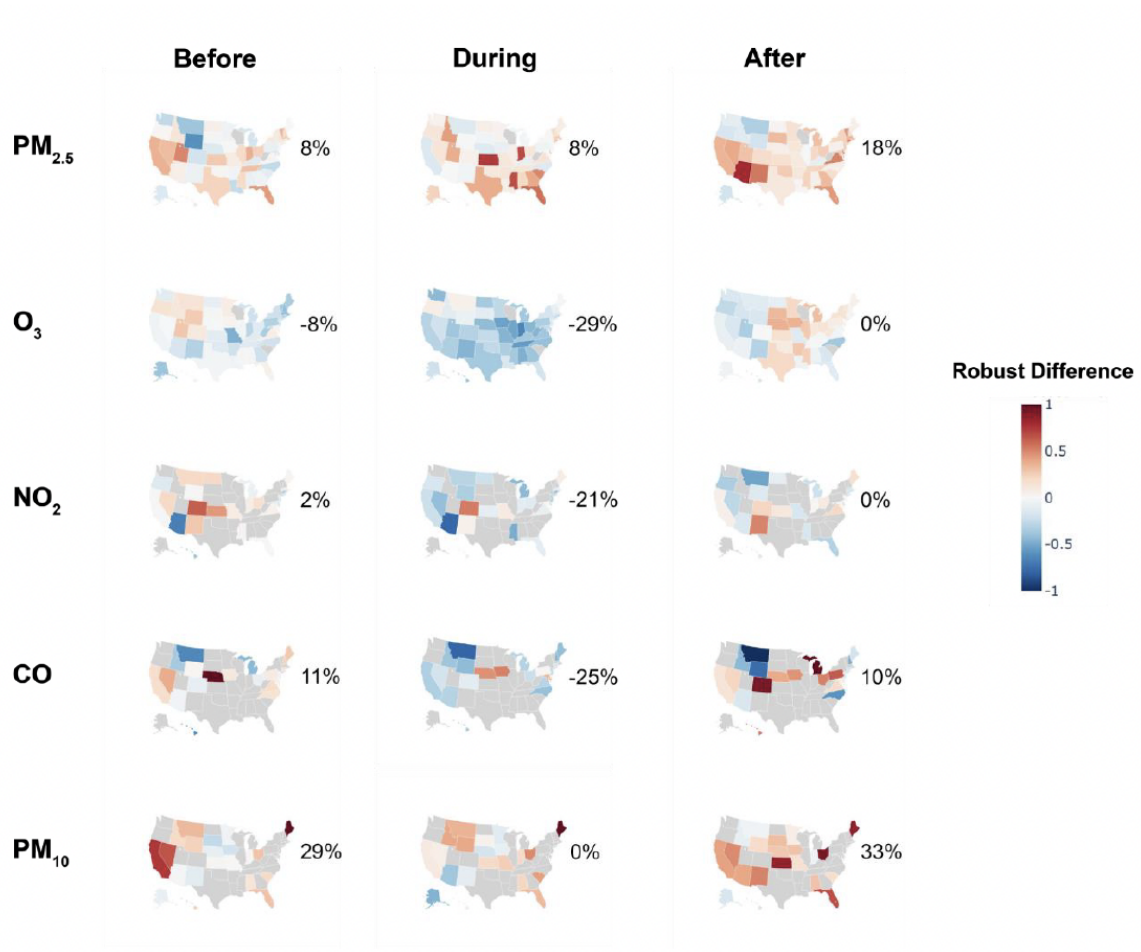 Before During After
PM2.5 8% 8% 18%
O3 -8% -29% 0%
Robust Difference
1
0.5
0
-0.5
-1
NO2 2% -21% 0%
CO 11% -25% 10%
PM10 29% 0% 33%